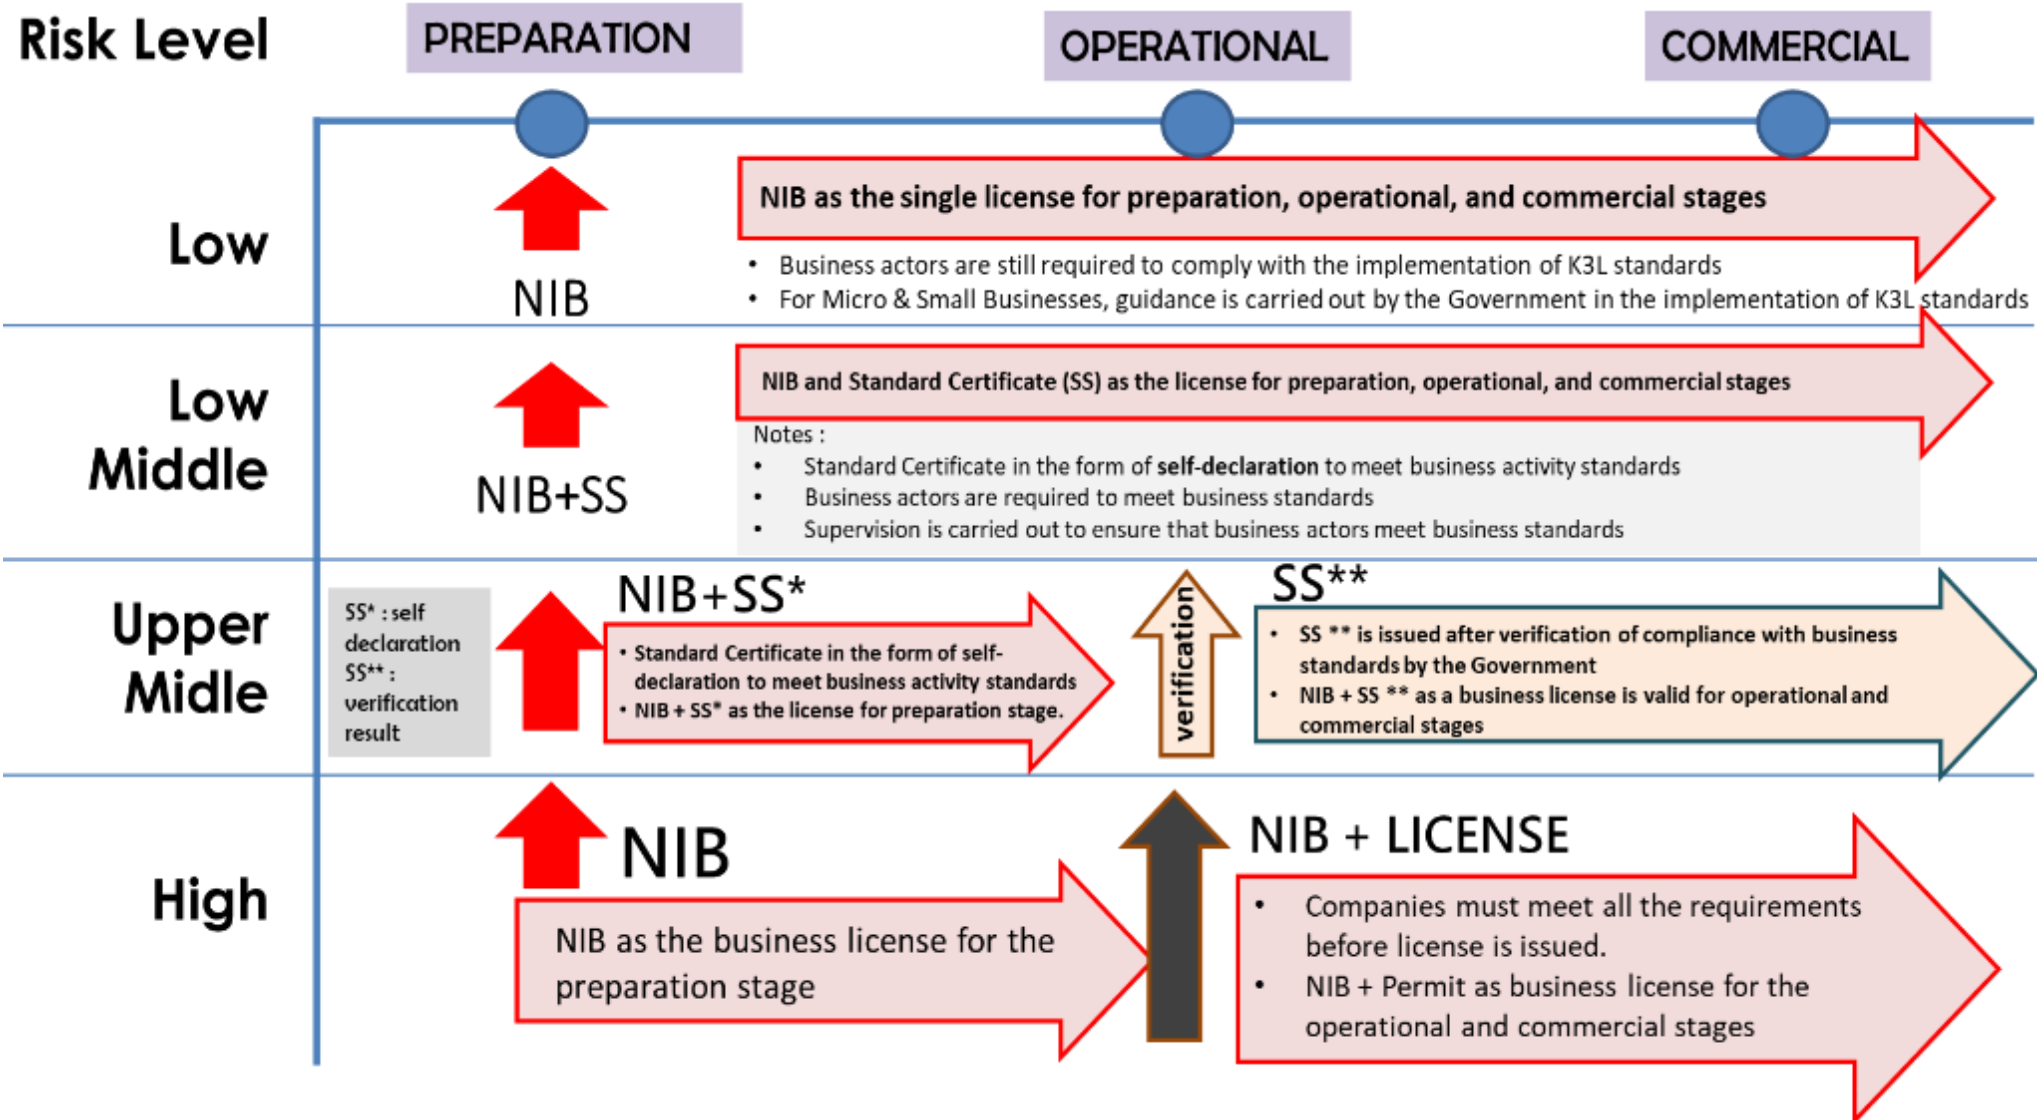 Risk Level
PREPARATION
OPERATIONAL
COMMERCIAL
Low
NIB
NIB as the single license for preparation, operational, and commercial stages
• Business actors are still required to comply with the implementation of K3L standards
• For Micro & Small Businesses, guidance is carried out by the Government in the implementation of K3L standards
Low
Middle
NIB+SS
NIB and Standard Certificate (SS) as the license for preparation, operational, and commercial stages
Notes :
• Standard Certificate in the form of self-declaration to meet business activity standards
• Business actors are required to meet business standards
• Supervision is carried out to ensure that business actors meet business standards
Upper
Midle
SS* : self
declaration
SS** :
verification
result
NIB+SS*
• Standard Certificate in the form of self-
declaration to meet business activity standards
• NIB + SS* as the license for preparation stage.
verification
SS**
• SS ** is issued after verification of compliance with business
standards by the Government
• NIB + SS ** as a business license is valid for operational and
commercial stages
High
NIB
NIB as the business license for the
preparation stage
NIB + LICENSE
• Companies must meet all the requirements
before license is issued.
• NIB + Permit as business license for the
operational and commercial stages